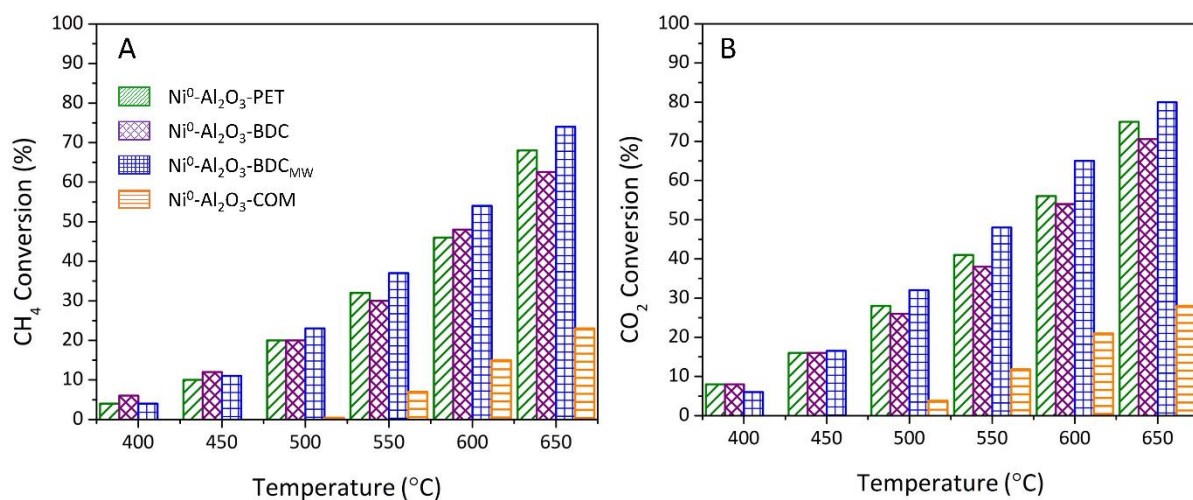 A
Ni⁰-Al₂O₃-PET
Ni⁰-Al₂O₃-BDC
Ni⁰-Al₂O₃-BDC_MW
Ni⁰-Al₂O₃-COM
CH₄ Conversion (%)
100
90
80
70
60
50
40
30
20
10
0
400 450 500 550 600 650
Temperature (°C)
B
CO₂ Conversion (%)
100
90
80
70
60
50
40
30
20
10
0
400 450 500 550 600 650
Temperature (°C)